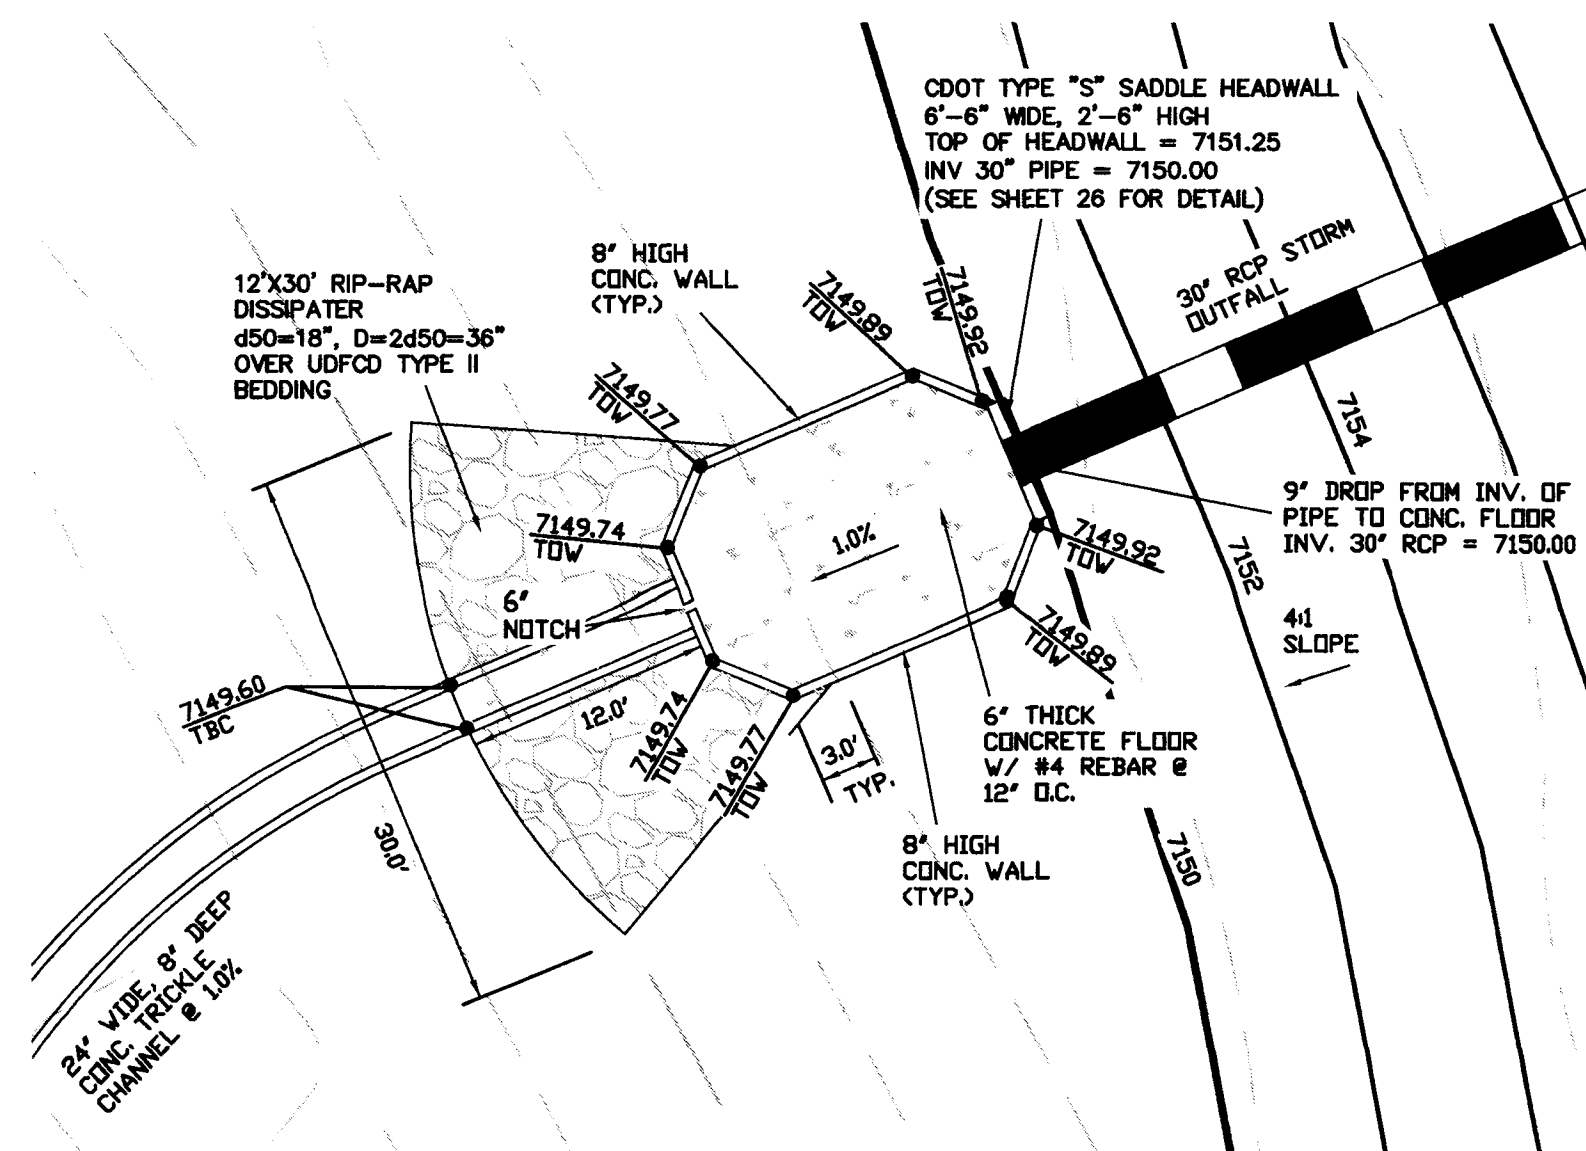 CDOT TYPE "S" SADDLE HEADWALL
6'-6" WIDE, 2'-6" HIGH
TOP OF HEADWALL = 7151.25
INV 30" PIPE = 7150.00
(SEE SHEET 26 FOR DETAIL)
8" HIGH
CONC. WALL
(TYP.)
12'X30' RIP-RAP
DISSIPATER
d50=18", D=2d50=36"
OVER UDFCD TYPE II
BEDDING
7149.89
TOW
7149.92
TOW
30" RCP STORM
OUTFALL
7149.77
TOW
7154
9" DROP FROM INV. OF
PIPE TO CONC. FLOOR
INV. 30" RCP = 7150.00
7149.74
TOW
1.0%
7149.92
TOW
7152
6"
NOTCH
4:1
SLOPE
7149.89
TOW
7149.60
TBC
12.0'
7149.74
TOW
7149.77
TOW
3.0'
TYP.
6" THICK
CONCRETE FLOOR
W/ #4 REBAR @
12" O.C.
30.0'
8" HIGH
CONC. WALL
(TYP.)
7150
24" WIDE, 8" DEEP
CONC. TRICKLE
CHANNEL @ 1.0%